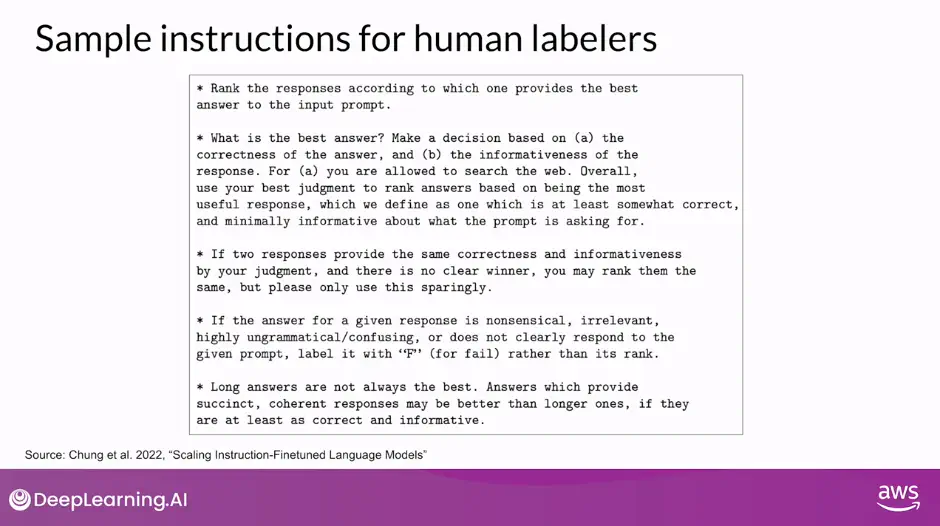 Sample instructions for human labelers
* Rank the responses according to which one provides the best
answer to the input prompt.
* What is the best answer? Make a decision based on (a) the
correctness of the answer, and (b) the informativeness of the
response. For (a) you are allowed to search the web. Overall,
use your best judgment to rank answers based on being the most
useful response, which we define as one which is at least somewhat correct,
and minimally informative about what the prompt is asking for.
* If two responses provide the same correctness and informativeness
by your judgment, and there is no clear winner, you may rank them the
same, but please only use this sparingly.
* If the answer for a given response is nonsensical, irrelevant,
highly ungrammatical/confusing, or does not clearly respond to the
given prompt, label it with “F” (for fail) rather than its rank.
* Long answers are not always the best. Answers which provide
succinct, coherent responses may be better than longer ones, if they
are at least as correct and informative.
Source: Chung et al. 2022, “Scaling Instruction-Finetuned Language Models”
DeepLearning.AI
aws